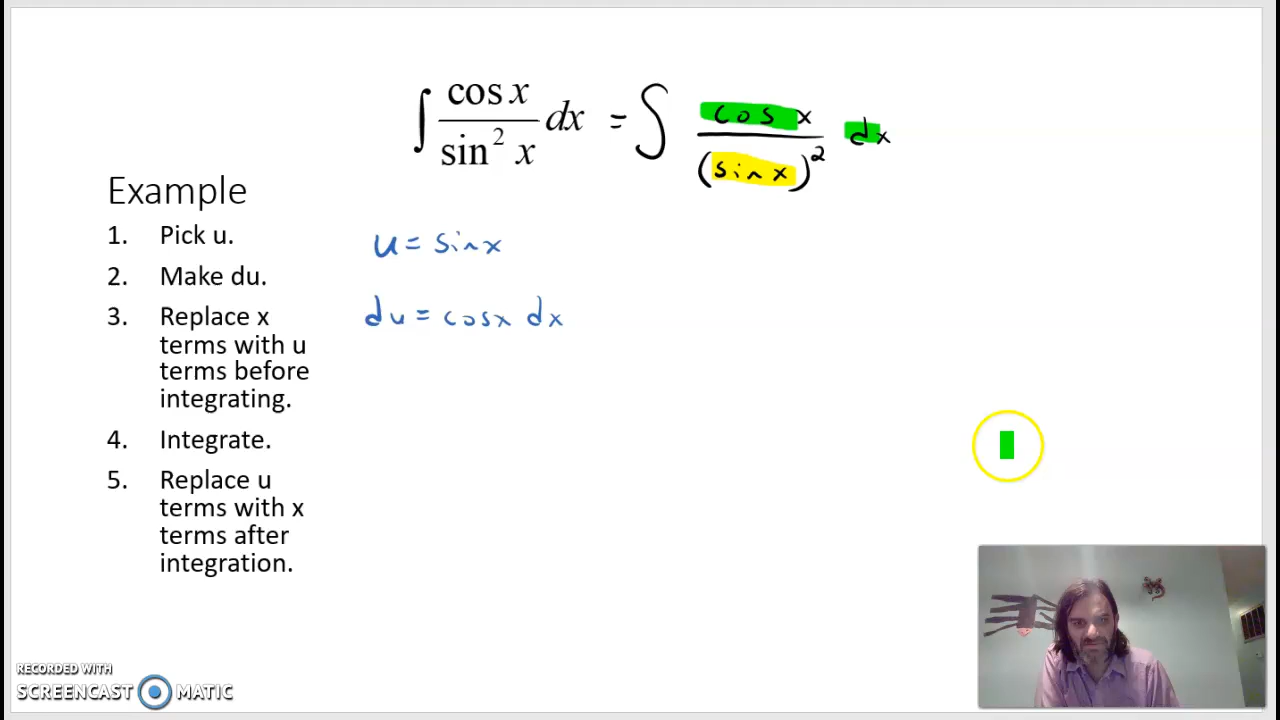 ∫ cos x / sin² x dx = ∫ cos x / (sin x)² dx
Example
1. Pick u.
u = sin x
2. Make du.
3. Replace x
du = cosx dx
terms with u
terms before
integrating.
4. Integrate.
5. Replace u
terms with x
terms after
integration.
RECORDED WITH
SCREENCAST MATIC